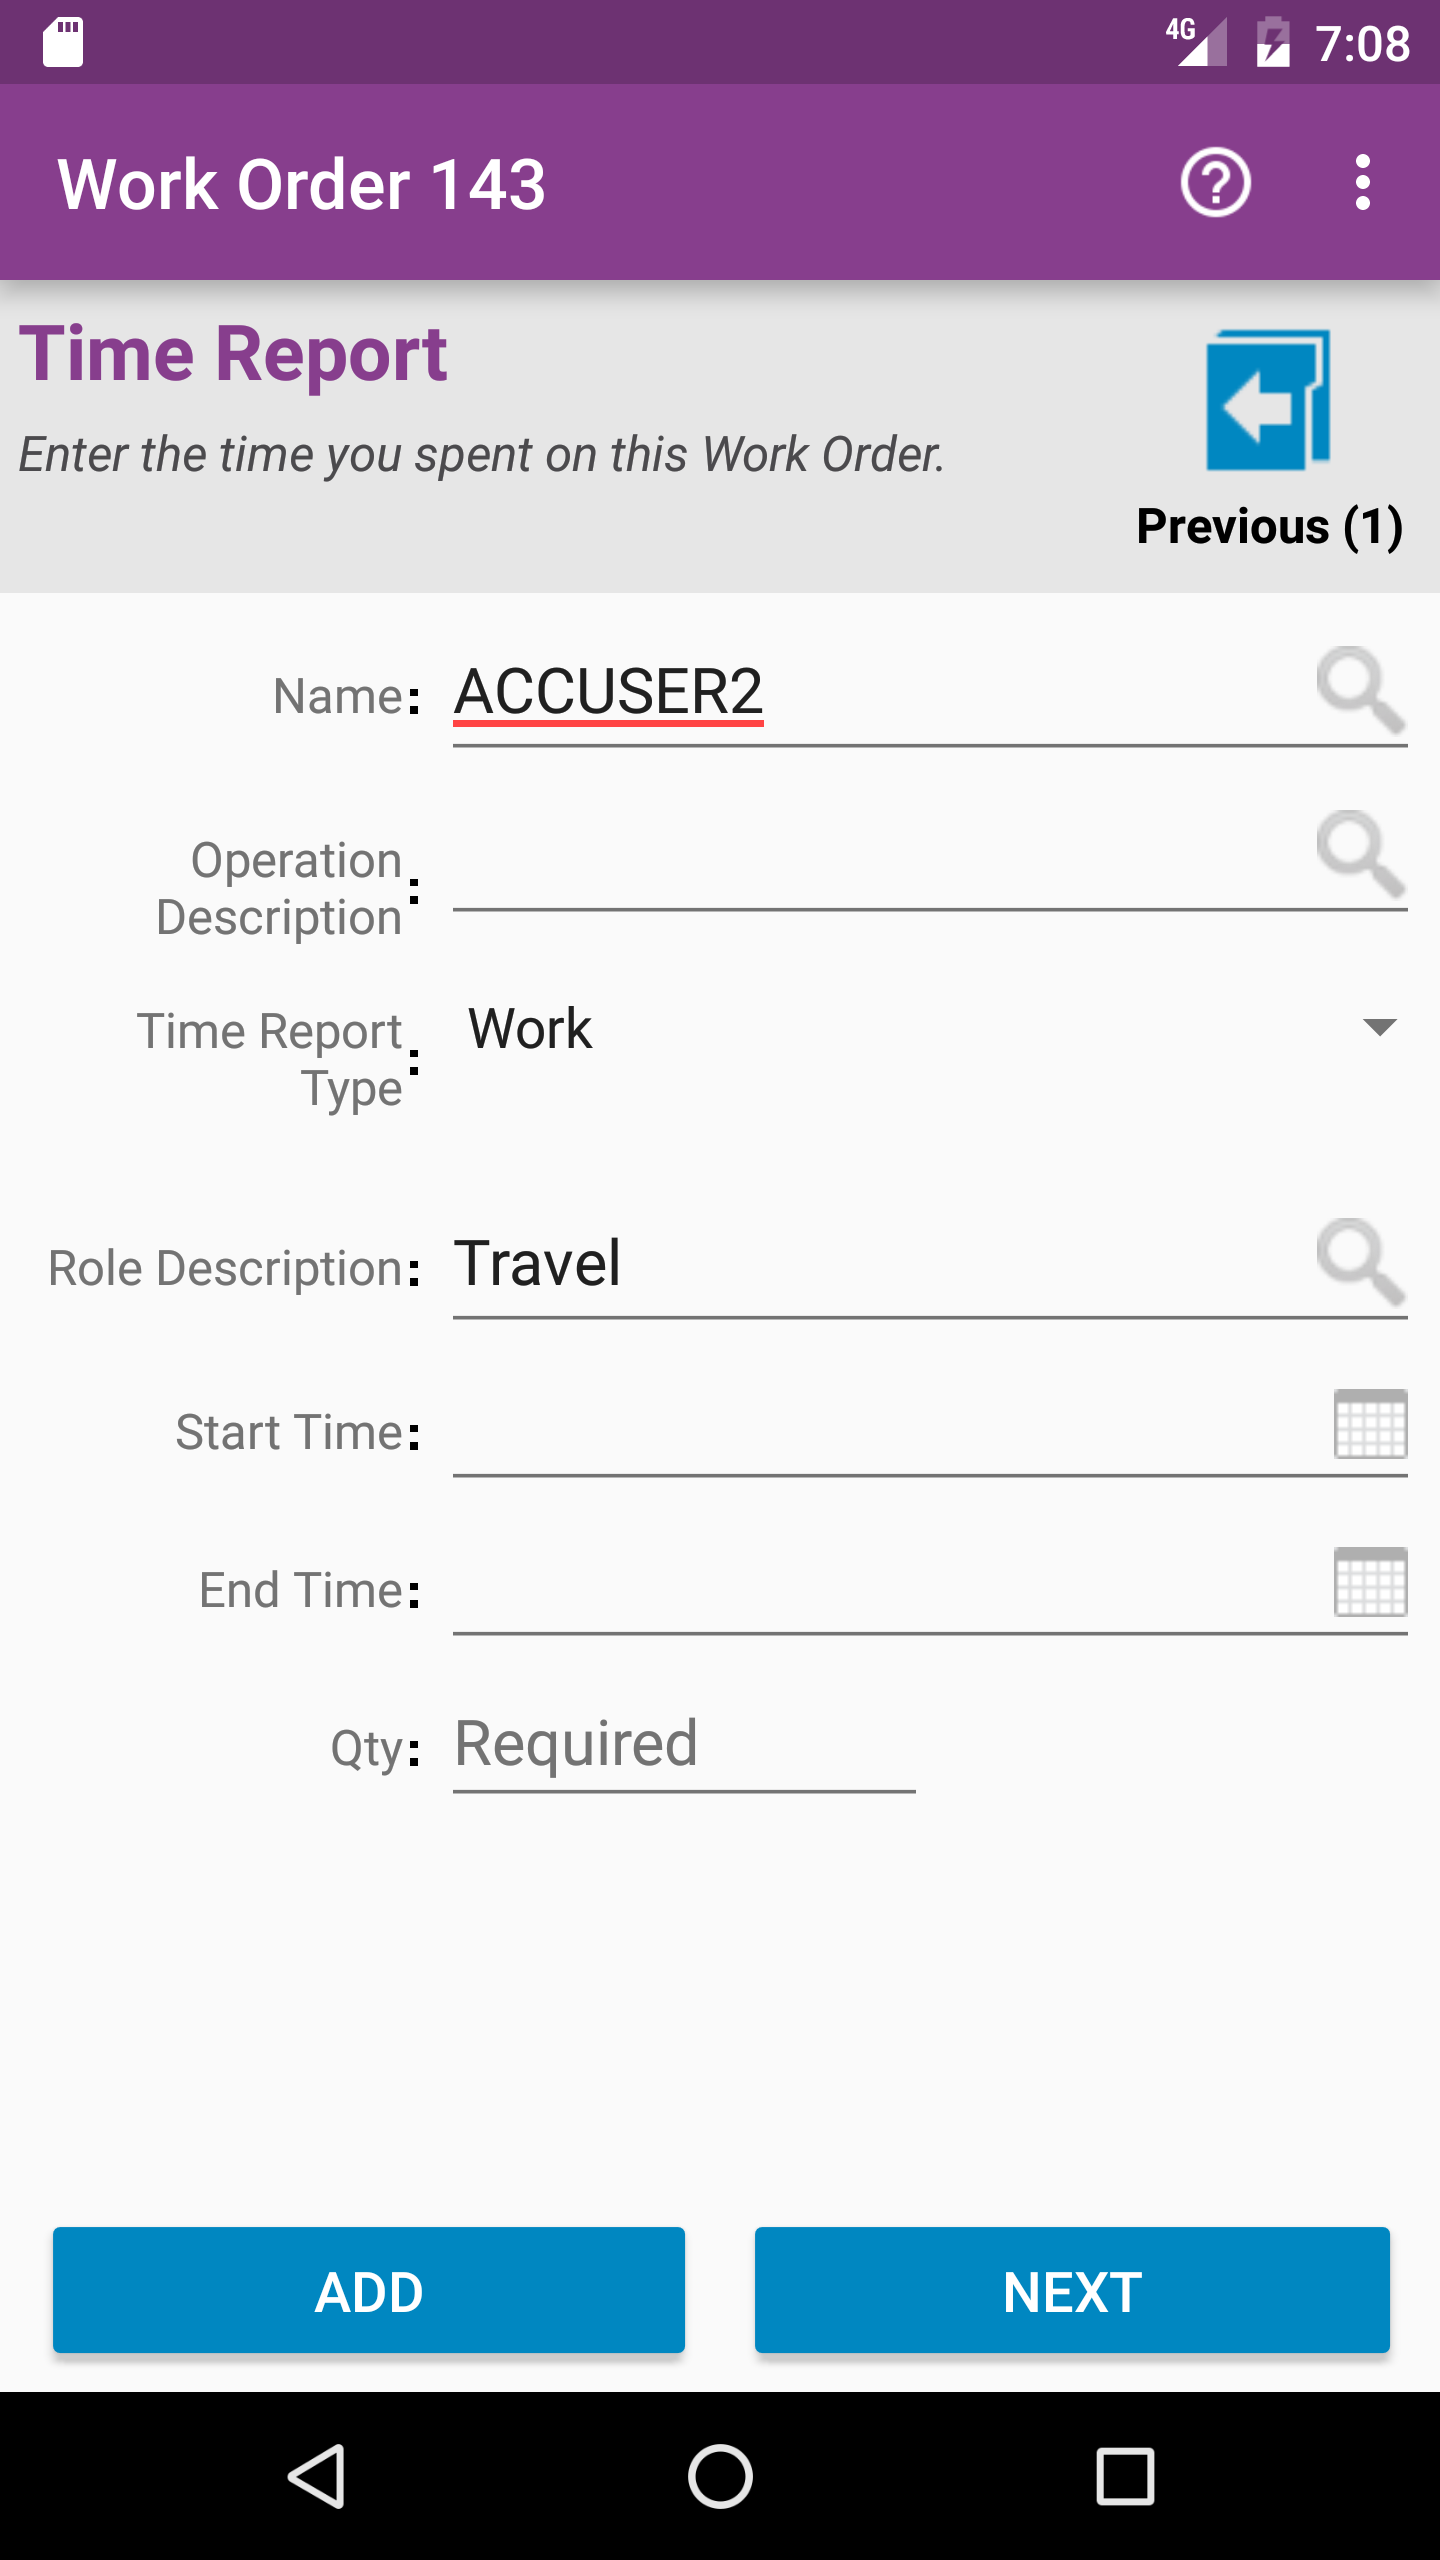 4G 7:08
Work Order 143
Time Report
Enter the time you spent on this Work Order.
Previous (1)
Name: ACCUSER2
Operation
Description:
Time Report
Type: Work
Role Description: Travel
Start Time:
End Time:
Qty: Required
ADD NEXT